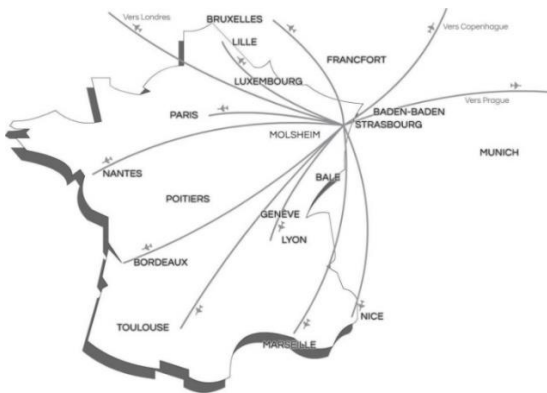 Vers Londres
BRUXELLES
Vers Copenhague
LILLE
FRANCFORT
LUXEMBOURG
Vers Prague
PARIS
BADEN-BADEN
STRASBOURG
MOLSHEIM
MUNICH
NANTES
BALE
POITIERS
GENÈVE
LYON
BORDEAUX
TOULOUSE
NICE
MARSEILLE